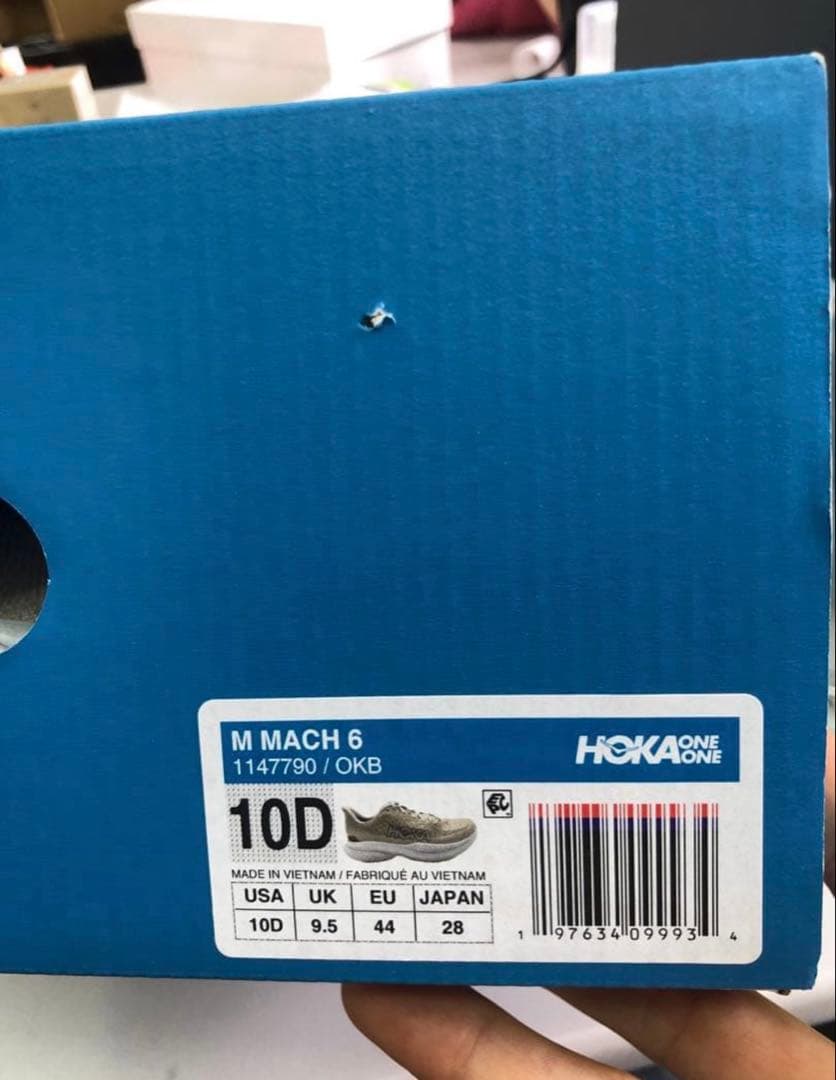 M MACH 6
1147790 / OKB
HOKA ONE ONE
10D
HOKA
MADE IN VIETNAM / FABRIQUÉ AU VIETNAM
USA UK EU JAPAN
10D 9.5 44 28
1 97634 09993 4